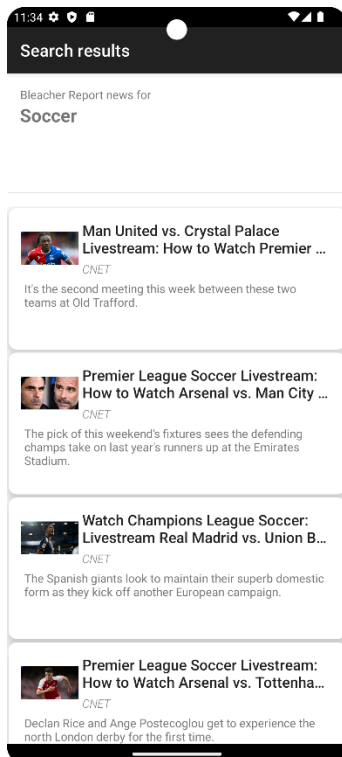 11:34
Search results
Bleacher Report news for
Soccer
Man United vs. Crystal Palace
Livestream: How to Watch Premier ...
CNET
It's the second meeting this week between these two
teams at Old Trafford.
Premier League Soccer Livestream:
How to Watch Arsenal vs. Man City ...
CNET
The pick of this weekend's fixtures sees the defending
champs take on last year's runners up at the Emirates
Stadium.
Watch Champions League Soccer:
Livestream Real Madrid vs. Union B...
CNET
The Spanish giants look to maintain their superb domestic
form as they kick off another European campaign.
Premier League Soccer Livestream:
How to Watch Arsenal vs. Tottenha...
CNET
Declan Rice and Ange Postecoglou get to experience the
north London derby for the first time.